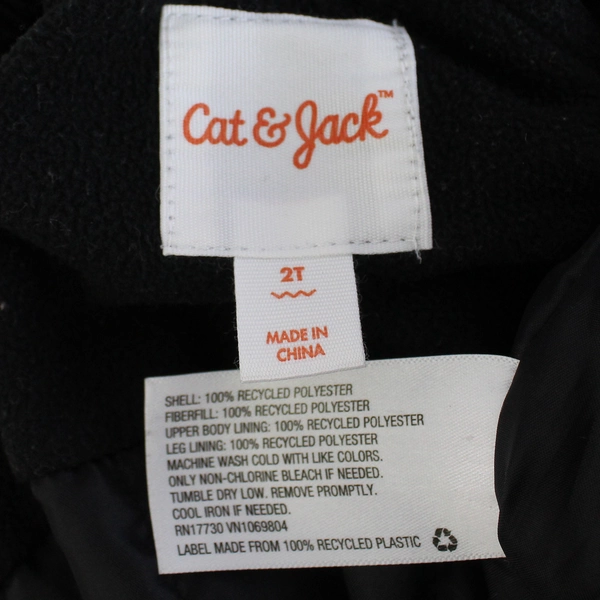 Cat & Jack™
2T
MADE IN
CHINA
SHELL: 100% RECYCLED POLYESTER
FIBERFILL: 100% RECYCLED POLYESTER
UPPER BODY LINING: 100% RECYCLED POLYESTER
LEG LINING: 100% RECYCLED POLYESTER
MACHINE WASH COLD WITH LIKE COLORS.
ONLY NON-CHLORINE BLEACH IF NEEDED.
TUMBLE DRY LOW. REMOVE PROMPTLY.
COOL IRON IF NEEDED.
RN17730 VN1069804
LABEL MADE FROM 100% RECYCLED PLASTIC